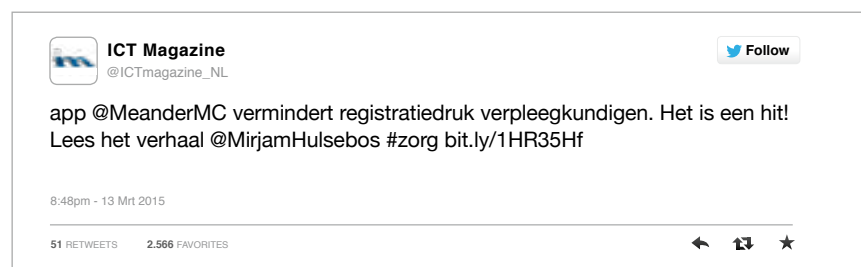 ICT Magazine
@ICTmagazine_NL
Follow
app @MeanderMC vermindert registratiedruk verpleegkundigen. Het is een hit!
Lees het verhaal @MirjamHulsebos #zorg bit.ly/1HR35Hf
8:48pm - 13 Mrt 2015
51 RETWEETS 2.566 FAVORITES